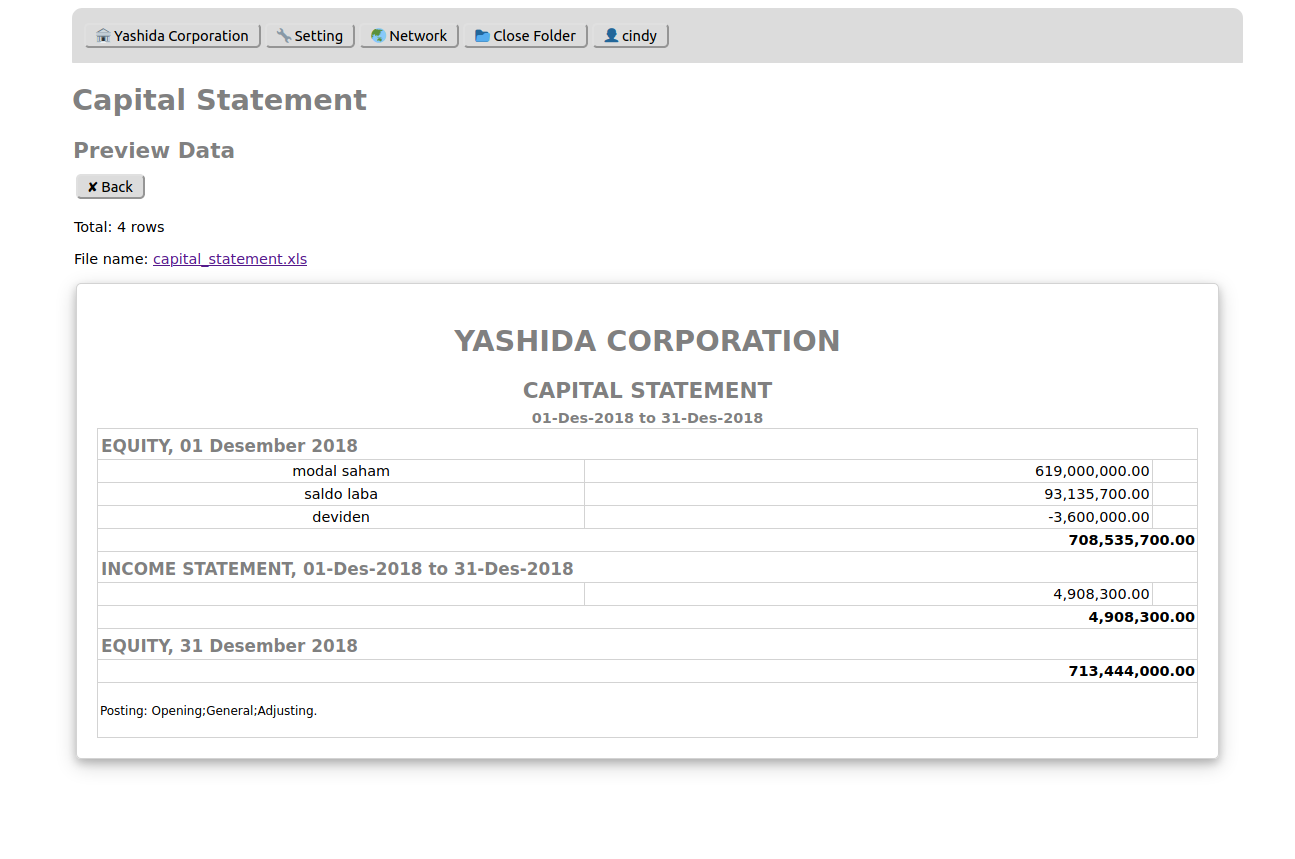 Yashida Corporation Setting Network Close Folder cindy
Capital Statement
Preview Data
✘ Back
Total: 4 rows
File name: capital_statement.xls
YASHIDA CORPORATION
CAPITAL STATEMENT
01-Des-2018 to 31-Des-2018
EQUITY, 01 Desember 2018
modal saham 619,000,000.00
saldo laba 93,135,700.00
deviden -3,600,000.00
708,535,700.00
INCOME STATEMENT, 01-Des-2018 to 31-Des-2018
4,908,300.00
4,908,300.00
EQUITY, 31 Desember 2018
713,444,000.00
Posting: Opening;General;Adjusting.